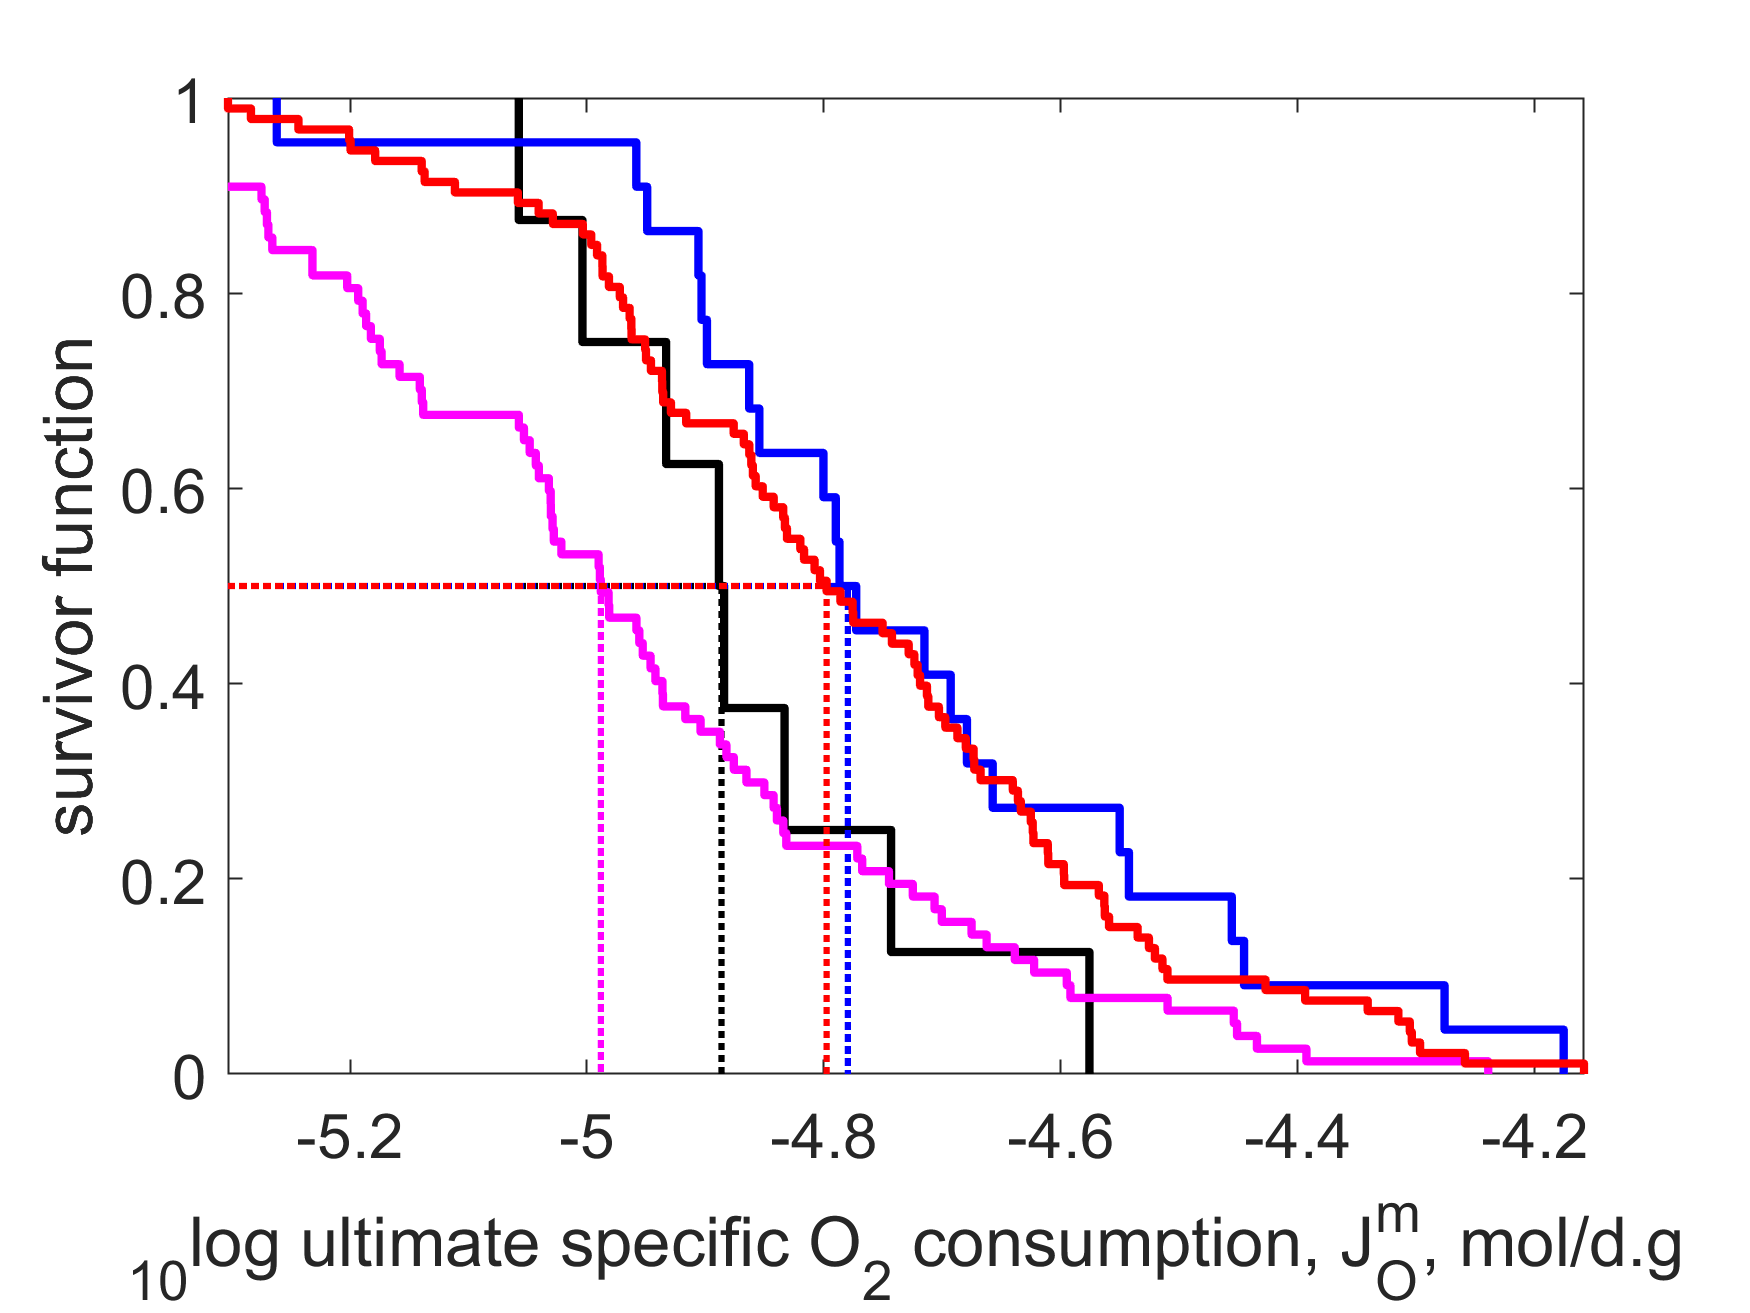 1
0.8
0.6
0.4
0.2
0
survivor function
-5.2 -5 -4.8 -4.6 -4.4 -4.2
10log ultimate specific O2 consumption, J_O^m, mol/d.g